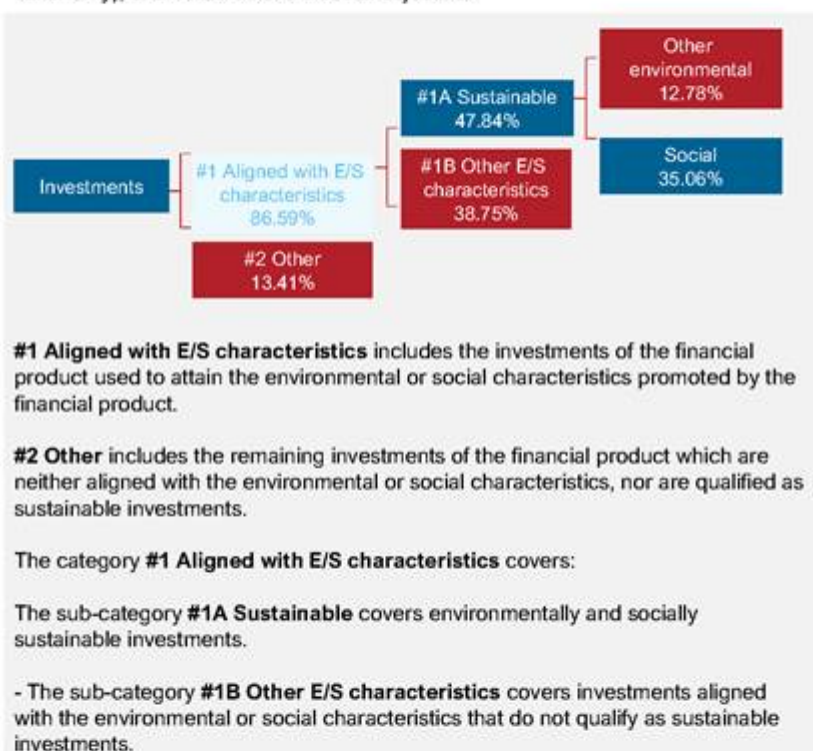 Other
environmental
12.78%
#1A Sustainable
47.84%
Social
35.06%
Investments
#1 Aligned with E/S
characteristics
86.59%
#1B Other E/S
characteristics
38.75%
#2 Other
13.41%
#1 Aligned with E/S characteristics includes the investments of the financial
product used to attain the environmental or social characteristics promoted by the
financial product.
#2 Other includes the remaining investments of the financial product which are
neither aligned with the environmental or social characteristics, nor are qualified as
sustainable investments.
The category #1 Aligned with E/S characteristics covers:
The sub-category #1A Sustainable covers environmentally and socially
sustainable investments.
- The sub-category #1B Other E/S characteristics covers investments aligned
with the environmental or social characteristics that do not qualify as sustainable
investments.